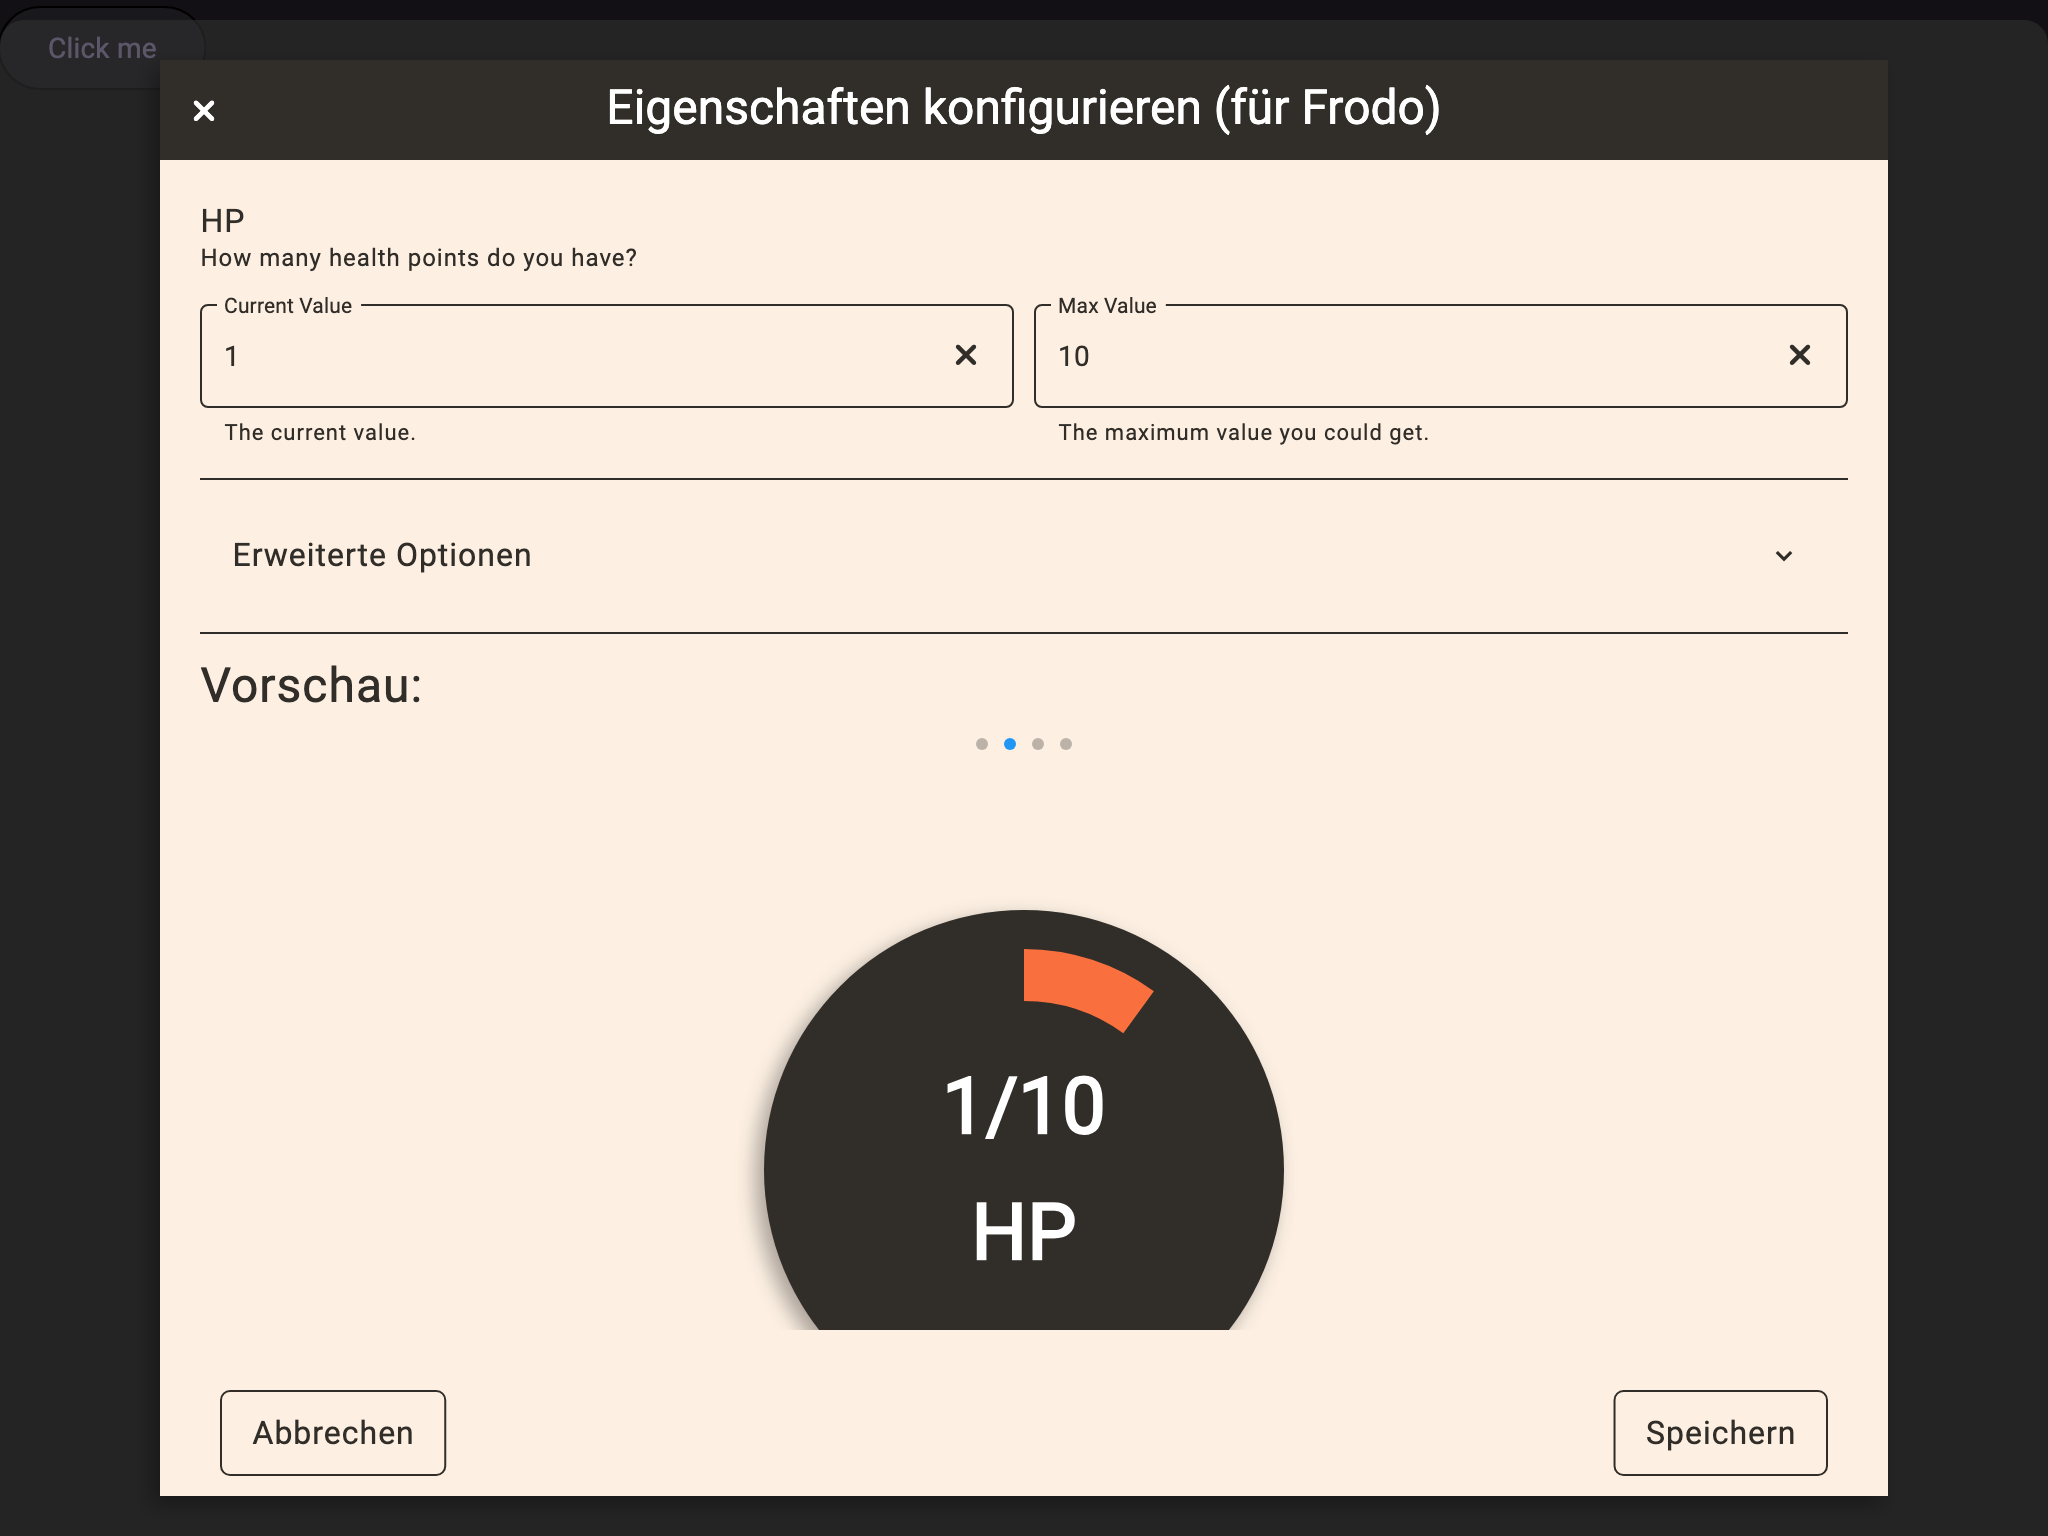 Click me
Eigenschaften konfigurieren (für Frodo)
HP
How many health points do you have?
Current Value
1
The current value.
Max Value
10
The maximum value you could get.
Erweiterte Optionen
Vorschau:
1/10
HP
Abbrechen
Speichern